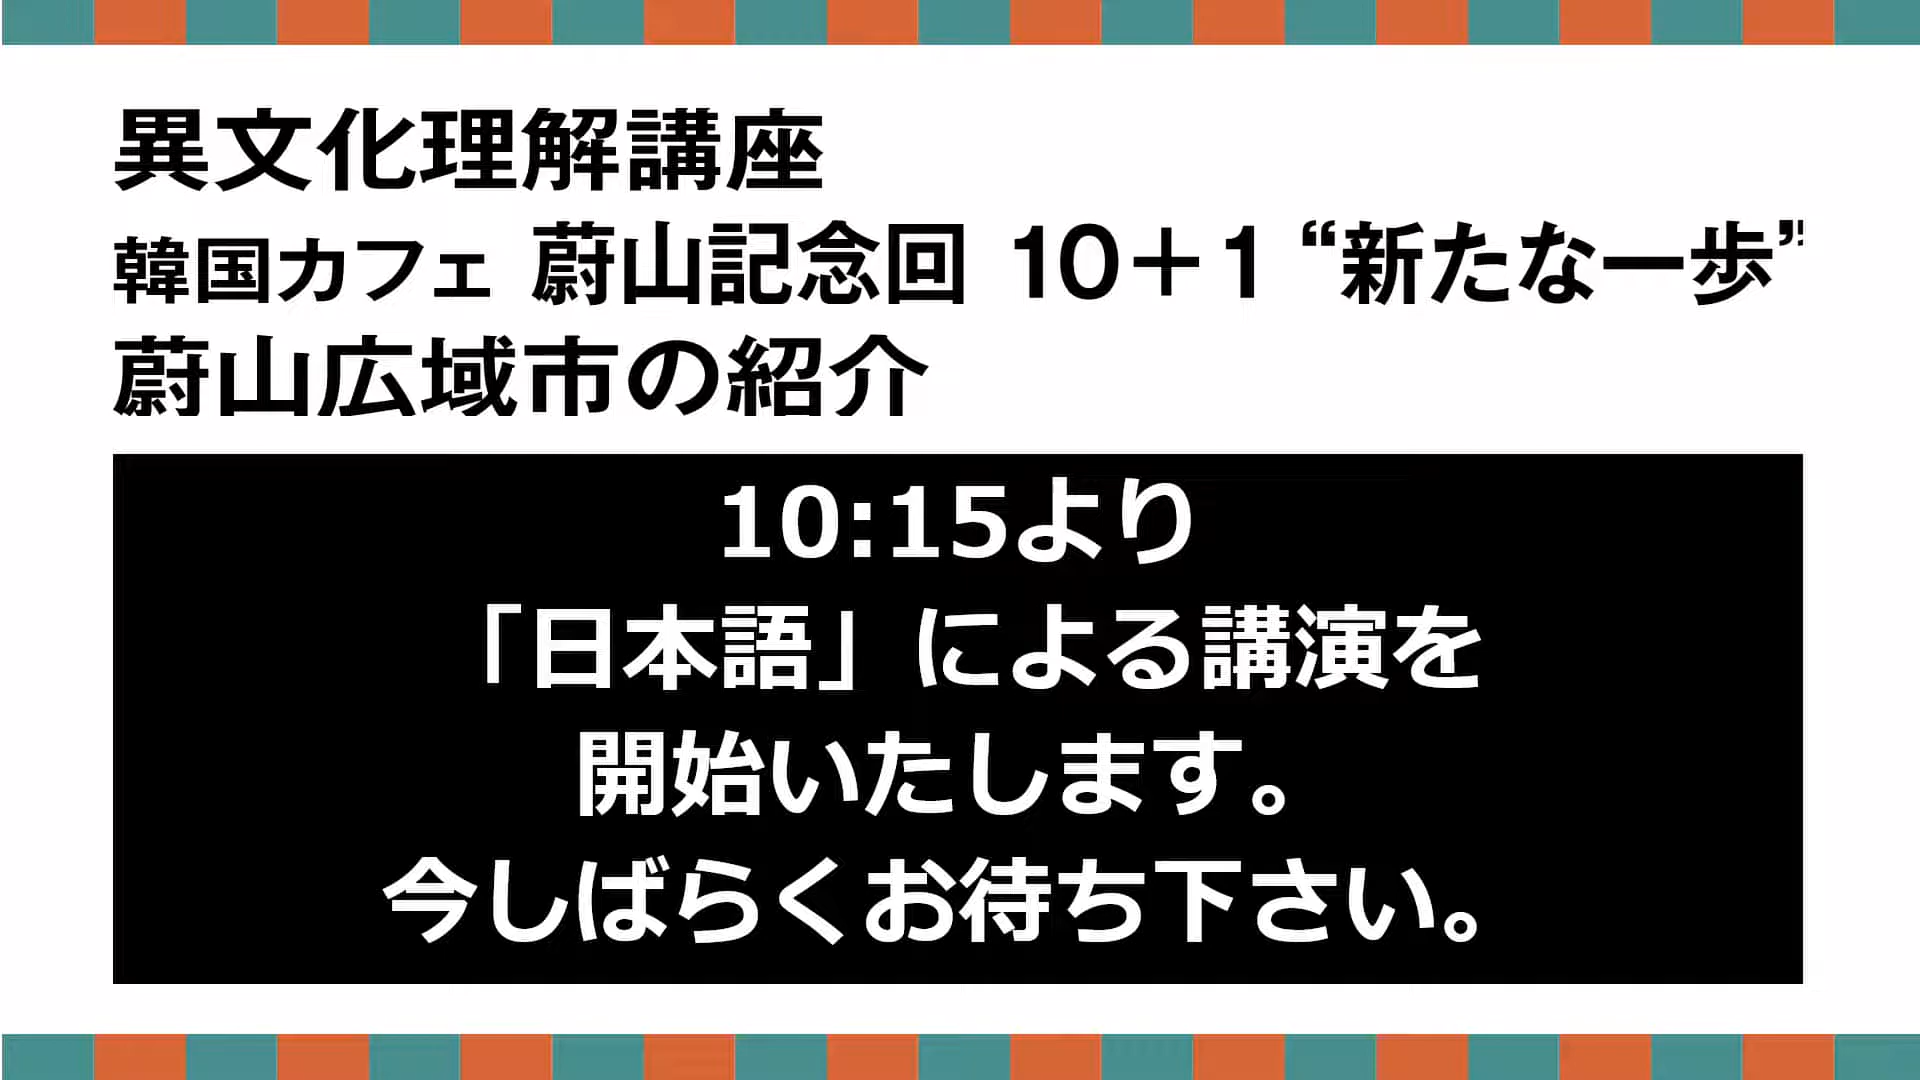 異文化理解講座
韓国カフェ 蔚山記念回 10＋1 “新たな一歩”
蔚山広域市の紹介
10:15より
「日本語」による講演を
開始いたします。
今しばらくお待ち下さい。